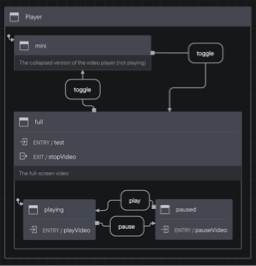 Player
mini
The collapsed version of the video player (not playing)
toggle
toggle
full
ENTRY / test
EXIT / stopVideo
The full-screen video
play
playing
paused
pause
ENTRY / playVideo
ENTRY / pauseVideo